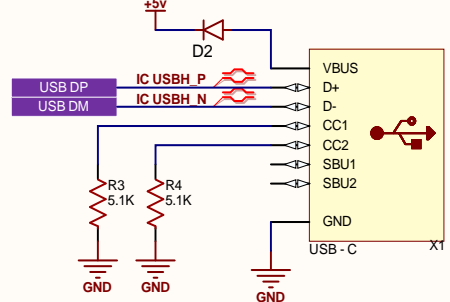 +5v
D2
VBUS
USB DP
IC USBH_P
D+
USB DM
IC USBH_N
D-
CC1
CC2
SBU1
SBU2
R3
5.1K
R4
5.1K
GND
GND
GND
GND
USB - C
X1